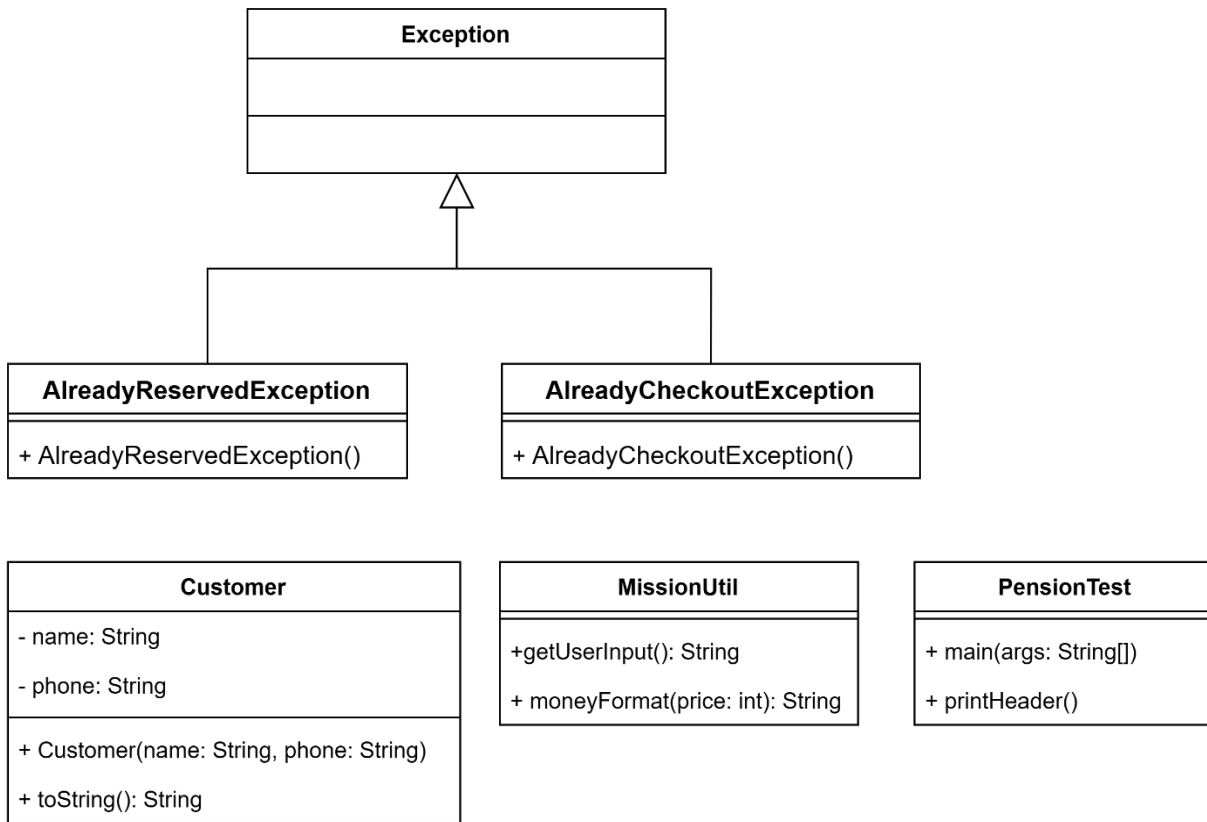 Exception
AlreadyReservedException
+ AlreadyReservedException()
AlreadyCheckoutException
+ AlreadyCheckoutException()
Customer
- name: String
- phone: String
+ Customer(name: String, phone: String)
+ toString(): String
MissionUtil
+getUserInput(): String
+ moneyFormat(price: int): String
PensionTest
+ main(args: String[])
+ printHeader()